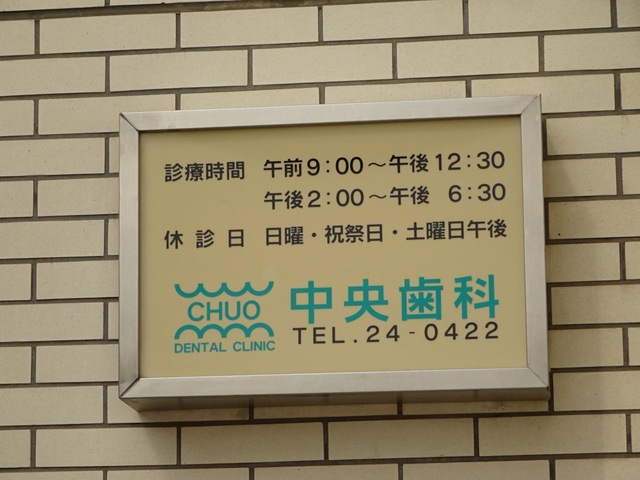 診療時間 午前9:00～午後12:30
午後2:00～午後 6:30
休診日 日曜・祝祭日・土曜日午後
CHUO
DENTAL CLINIC
中央歯科
TEL.24-0422